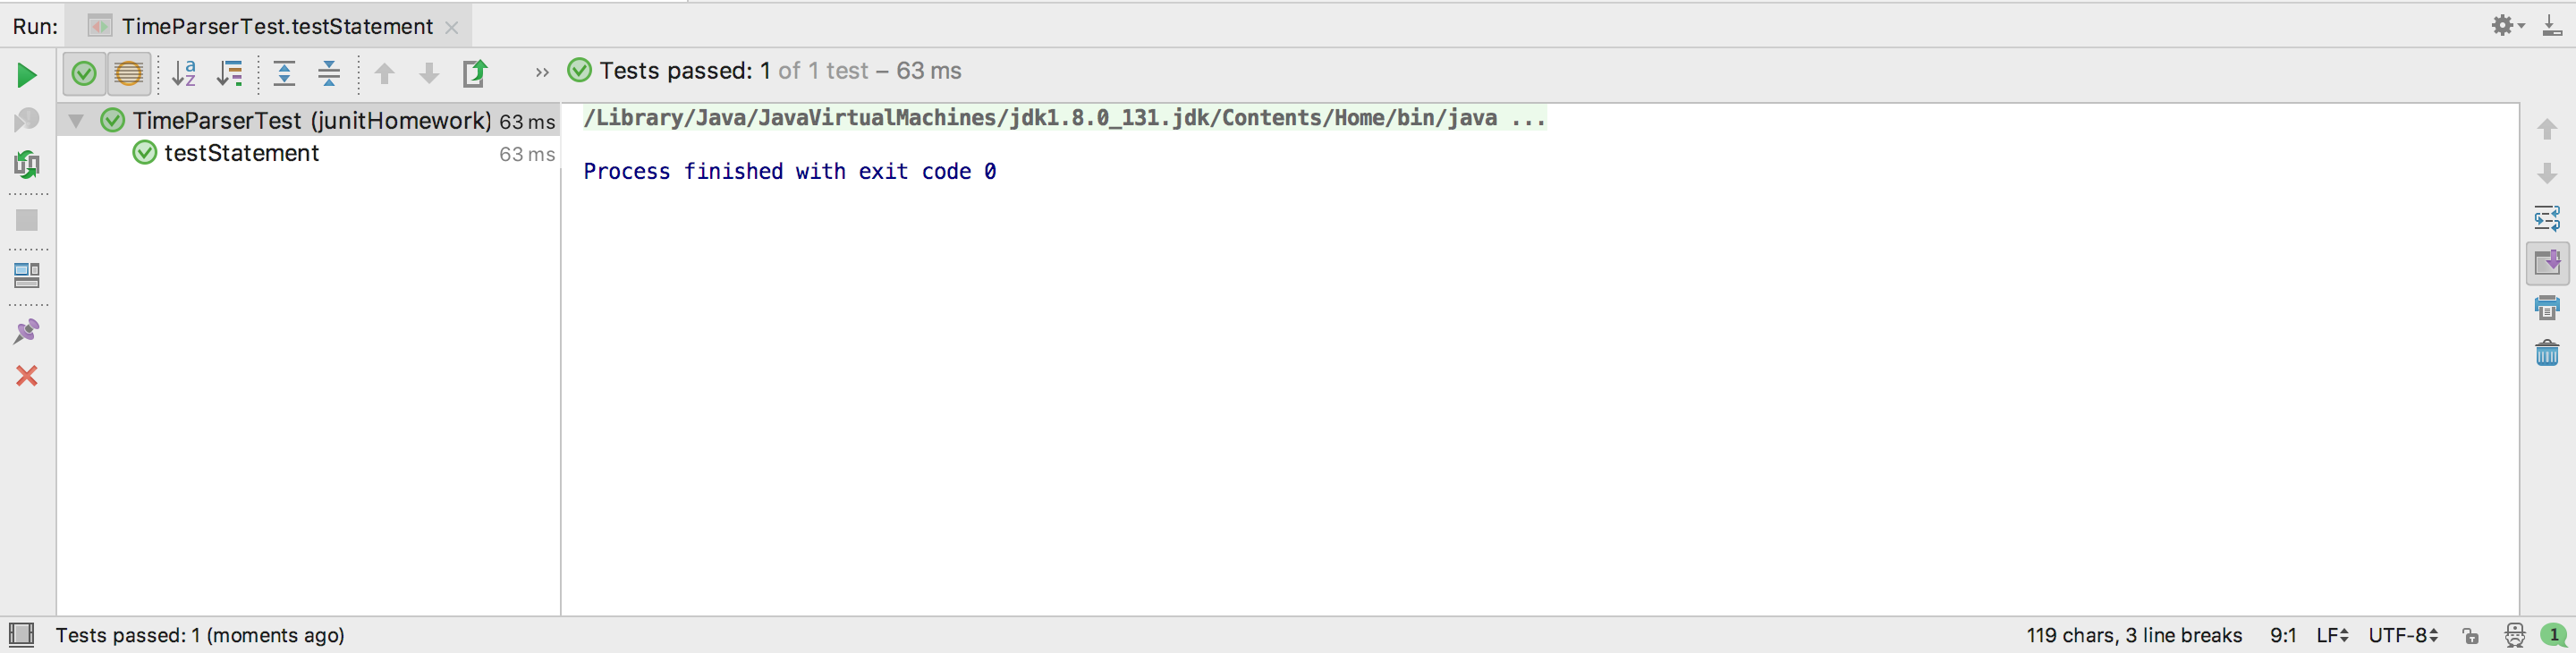 Run: TimeParserTest.testStatement
Tests passed: 1 of 1 test – 63 ms
TimeParserTest (junitHomework) 63 ms
testStatement 63 ms
/Library/Java/JavaVirtualMachines/jdk1.8.0_131.jdk/Contents/Home/bin/java ...
Process finished with exit code 0
Tests passed: 1 (moments ago)
119 chars, 3 line breaks 9:1 LF UTF-8 1